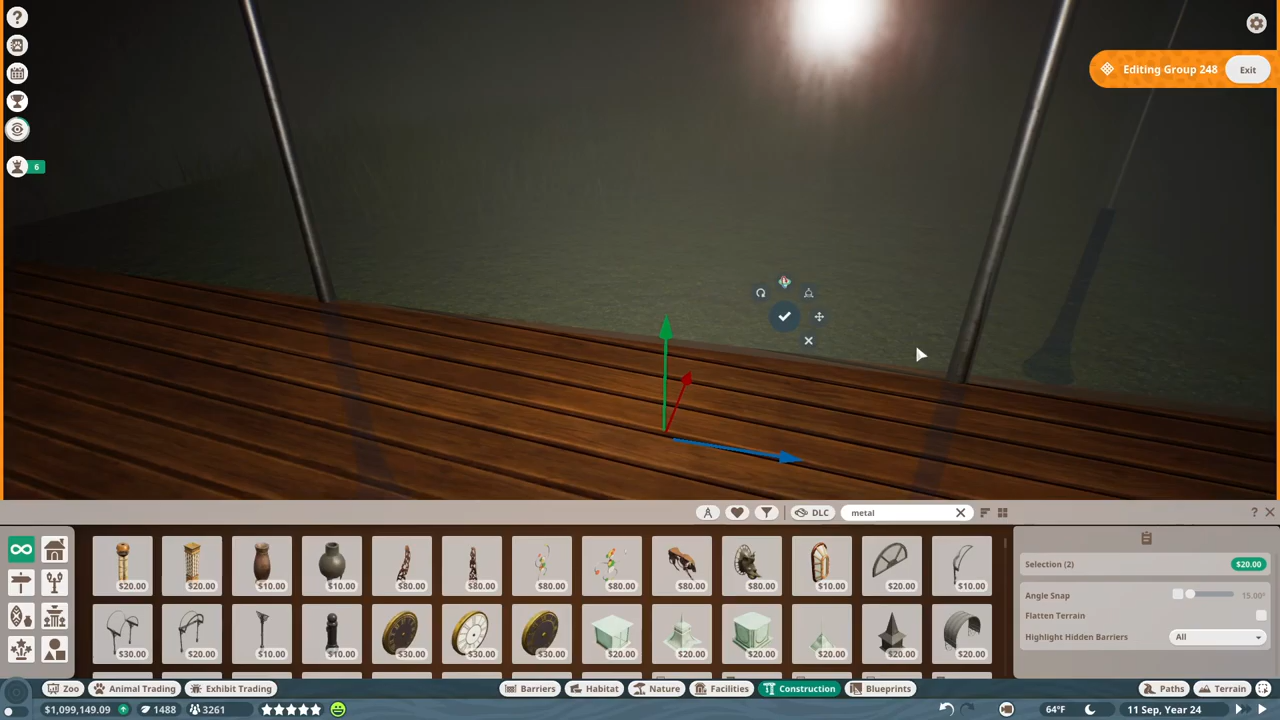 ?
Editing Group 248
Exit
6
DLC
metal
?
$20.00
$20.00
$10.00
$10.00
$80.00
$80.00
$80.00
$80.00
$80.00
$80.00
$10.00
$20.00
$10.00
$30.00
$20.00
$10.00
$10.00
$30.00
$30.00
$30.00
$20.00
$20.00
$20.00
$20.00
$20.00
$20.00
Selection (2)
$20.00
Angle Snap
15.00°
Flatten Terrain
Highlight Hidden Barriers
All
Zoo
Animal Trading
Exhibit Trading
Barriers
Habitat
Nature
Facilities
Construction
Blueprints
Paths
Terrain
$1,099,149.09
1488
3261
64°F
11 Sep, Year 24